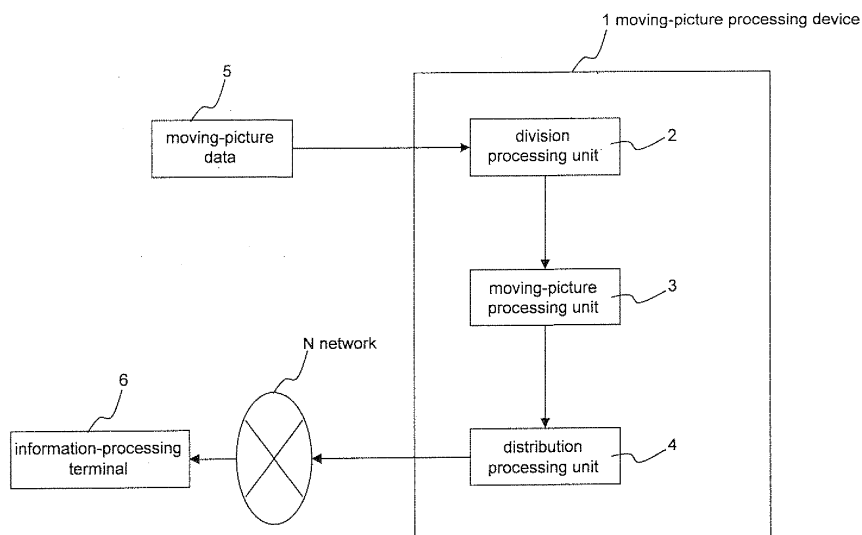 1 moving-picture processing device
5
moving-picture
data
division
processing unit
2
moving-picture
processing unit
3
N network
6
information-processing
terminal
distribution
processing unit
4